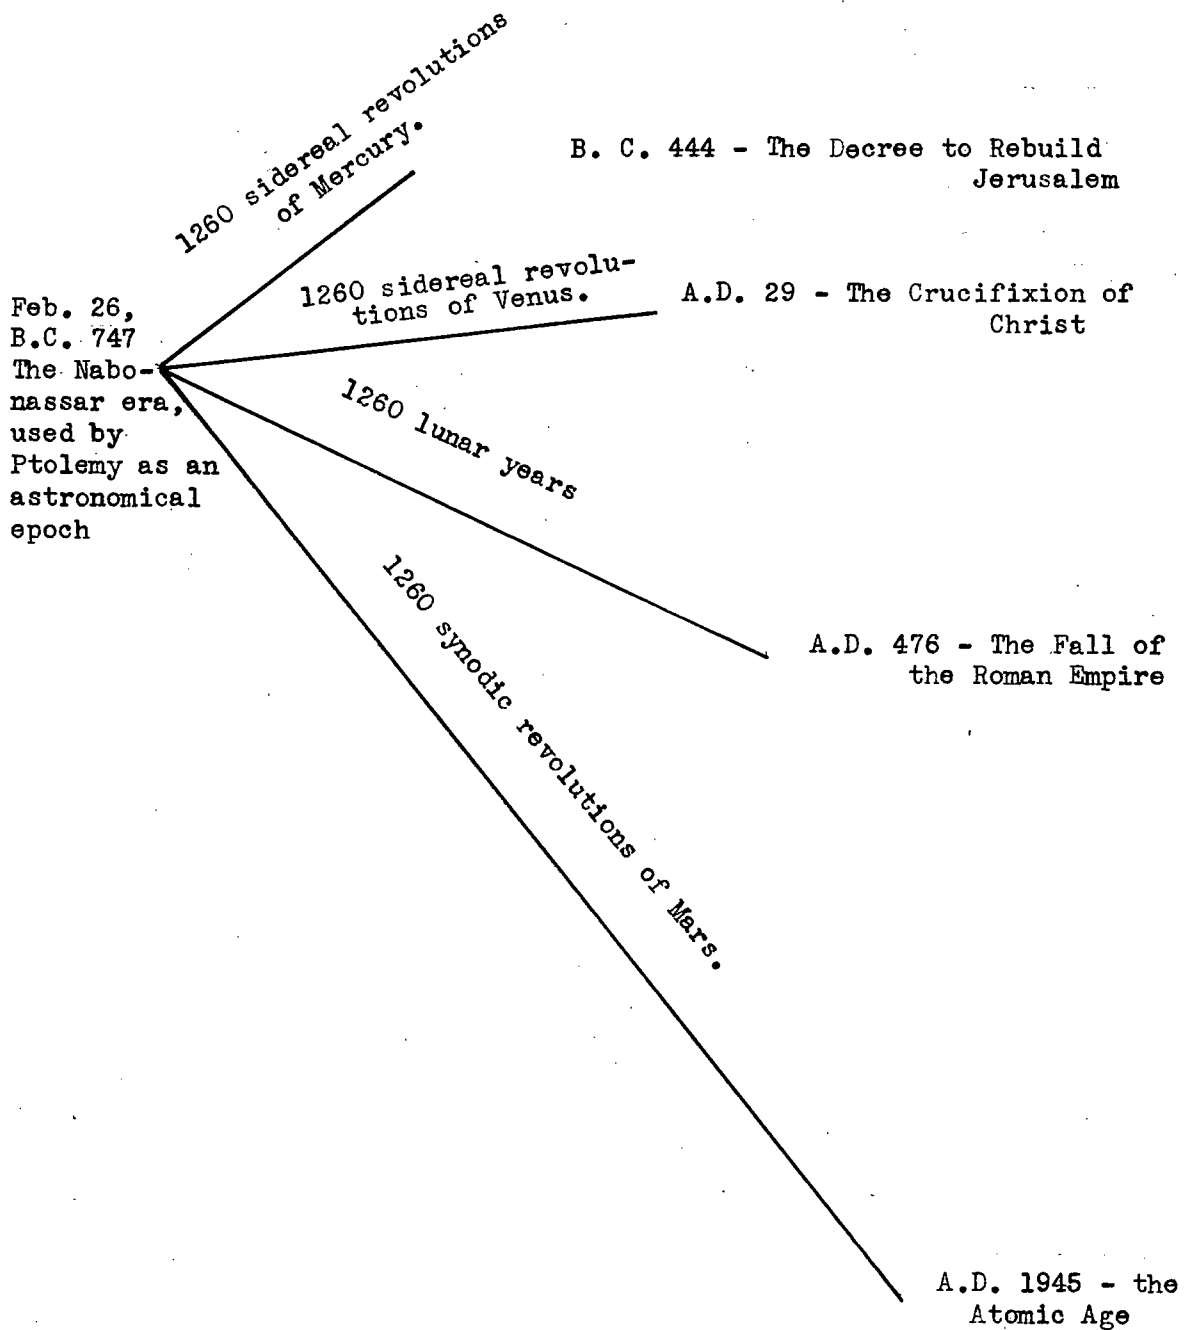 1260 sidereal revolutions
of Mercury.
B. C. 444 - The Decree to Rebuild
Jerusalem
1260 sidereal revolu-
tions of Venus.
A.D. 29 - The Crucifixion of
Christ
Feb. 26,
B.C. 747
The Nabo-
nassar era,
used by
Ptolemy as an
astronomical
epoch
1260 lunar years
A.D. 476 - The Fall of
the Roman Empire
1260 synodic revolutions of Mars.
A.D. 1945 - the
Atomic Age